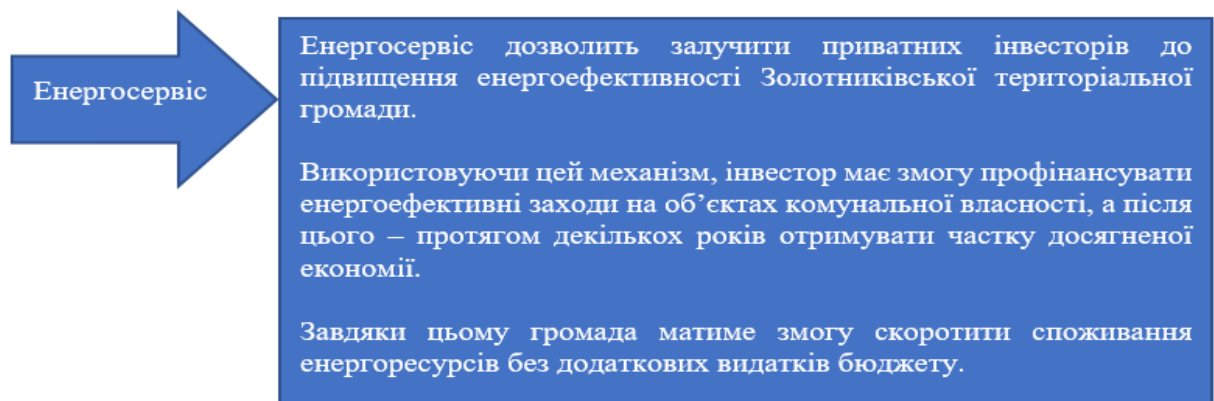 Енергосервіс
Енергосервіс дозволить залучити приватних інвесторів до
підвищення енергоефективності Золотниківської територіальної
громади.
Використовуючи цей механізм, інвестор має змогу профінансувати
енергоефективні заходи на об’єктах комунальної власності, а після
цього – протягом декількох років отримувати частку досягненої
економії.
Завдяки цьому громада матиме змогу скоротити споживання
енергоресурсів без додаткових видатків бюджету.